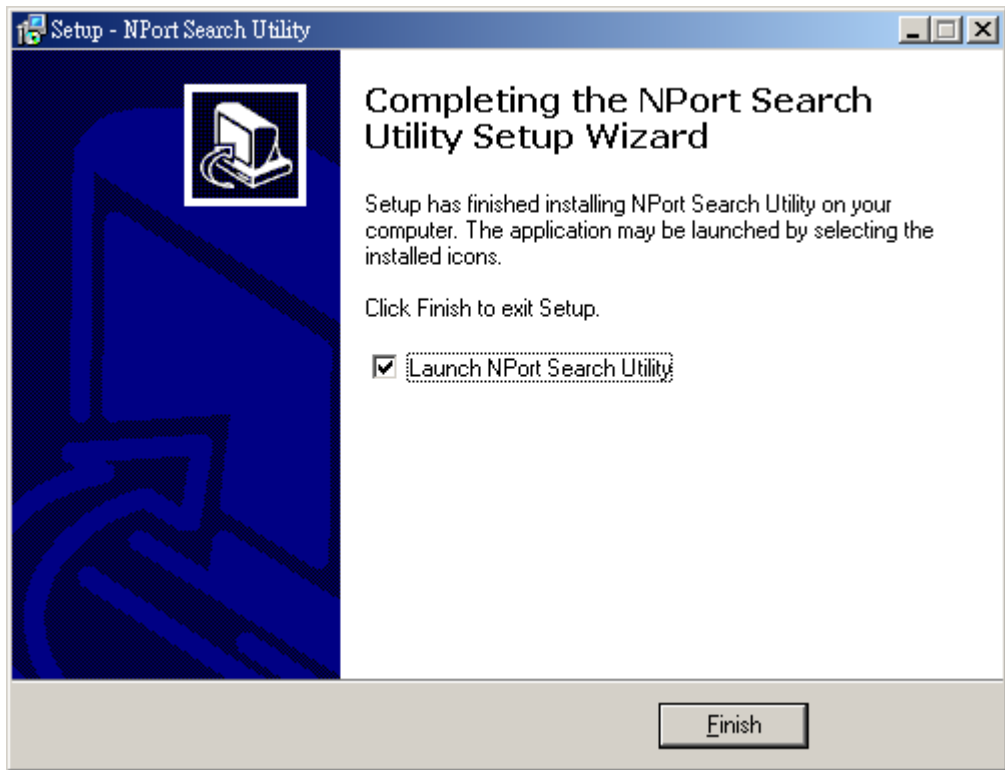 Setup - NPort Search Utility
Completing the NPort Search
Utility Setup Wizard
Setup has finished installing NPort Search Utility on your
computer. The application may be launched by selecting the
installed icons.
Click Finish to exit Setup.
Launch NPort Search Utility
Finish